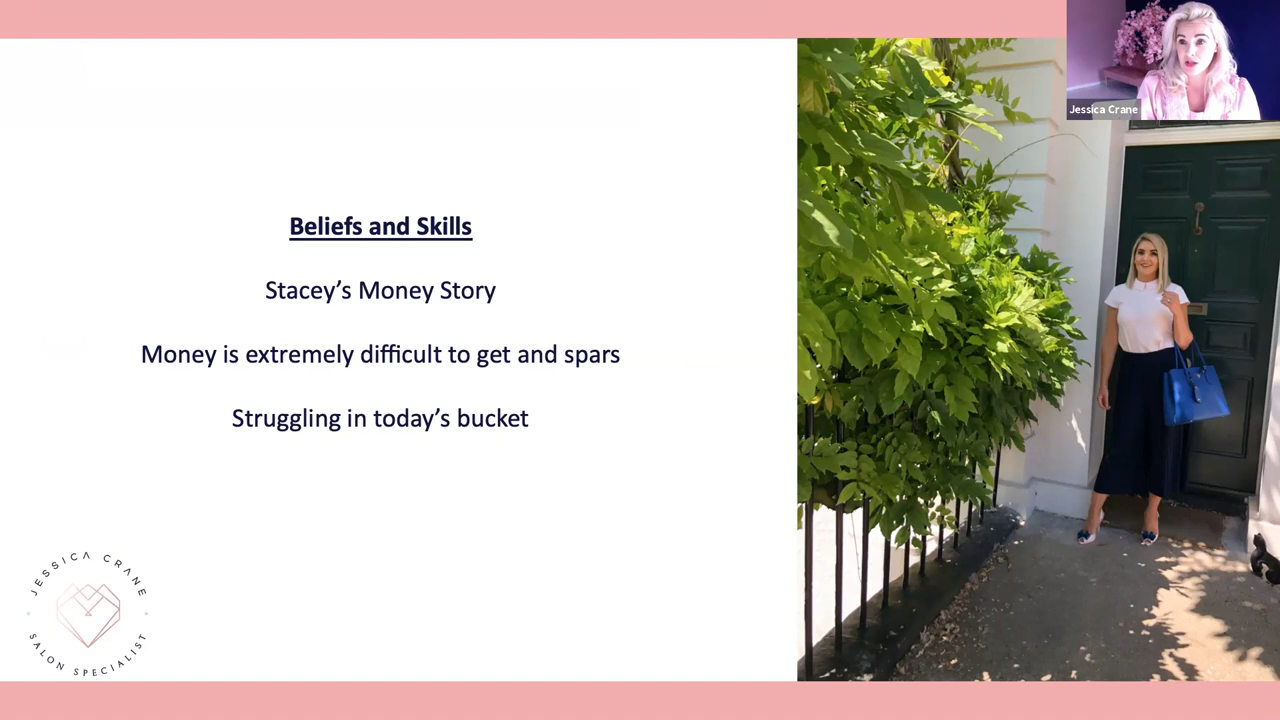 Jessica Crane
Beliefs and Skills
Stacey’s Money Story
Money is extremely difficult to get and spars
Struggling in today’s bucket
JESSICA CRANE
SALON SPECIALIST